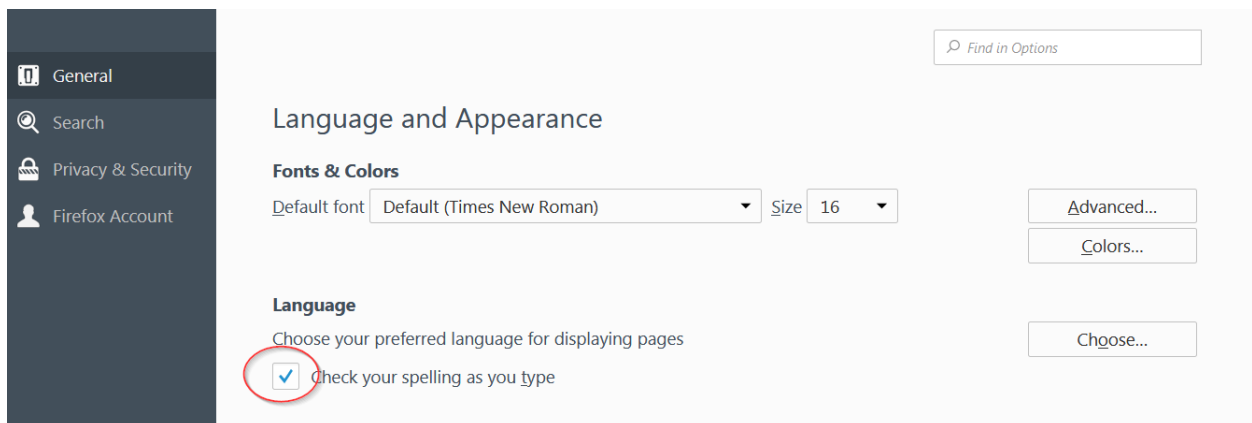 Find in Options
General
Search
Privacy & Security
Firefox Account
Language and Appearance
Fonts & Colors
Default font Default (Times New Roman) Size 16 Advanced...
Colors...
Language
Choose your preferred language for displaying pages Choose...
Check your spelling as you type